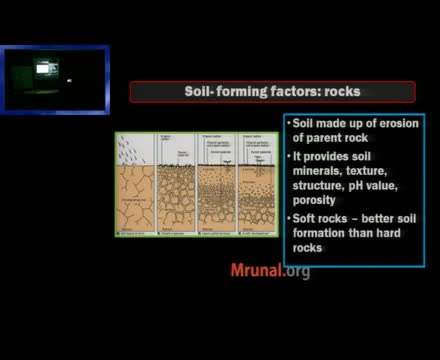 Soil- forming factors: rocks
• Soil made up of erosion
of parent rock
• It provides soil
minerals, texture,
structure, pH value,
porosity
• Soft rocks – better soil
formation than hard
rocks
Mrunal.org